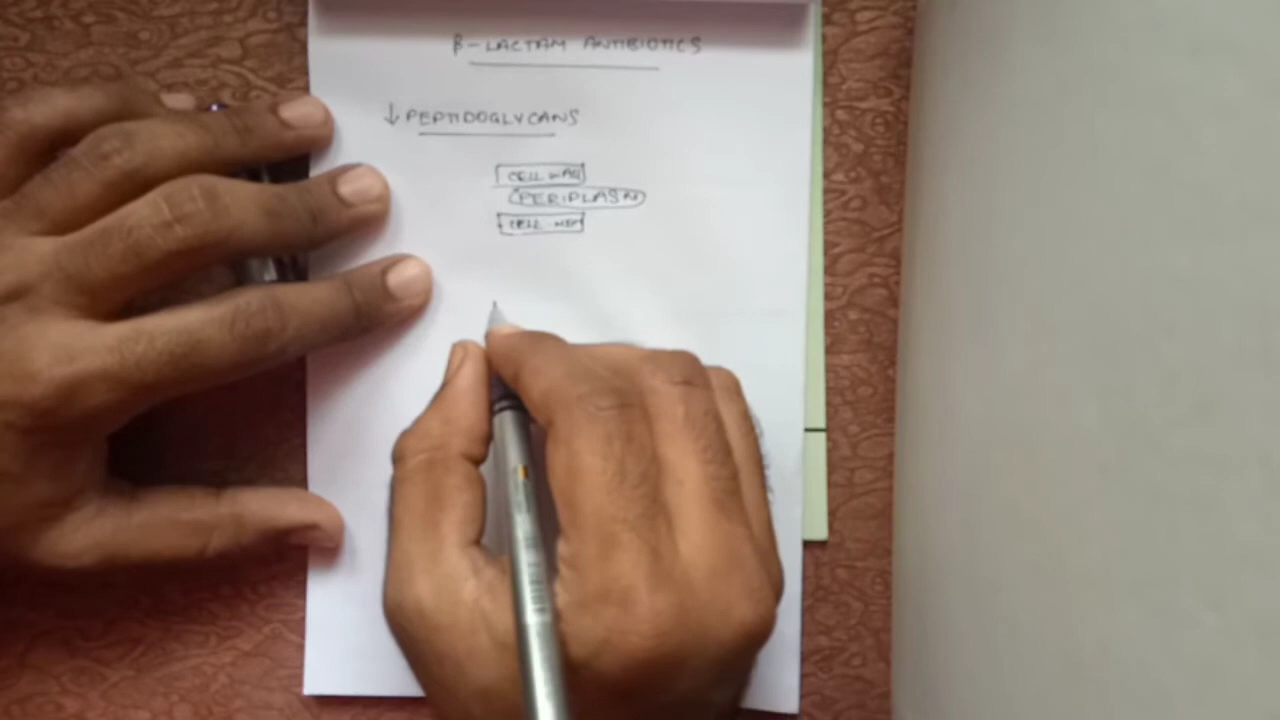 β-LACTAM ANTIBIOTICS
↓PEPTIDOGLYCANS
CELL WALL
PERIPLASM
CELL MEM